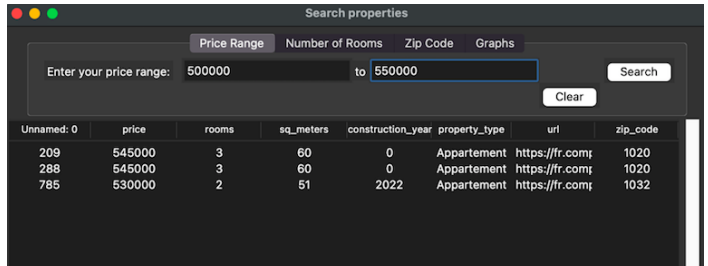 Search properties
Price Range Number of Rooms Zip Code Graphs
Enter your price range: 500000 to 550000 Search
Clear
Unnamed: 0 price rooms sq_meters construction_year property_type url zip_code
209 545000 3 60 0 Appartement https://fr.comp 1020
288 545000 3 60 0 Appartement https://fr.comp 1020
785 530000 2 51 2022 Appartement https://fr.comp 1032